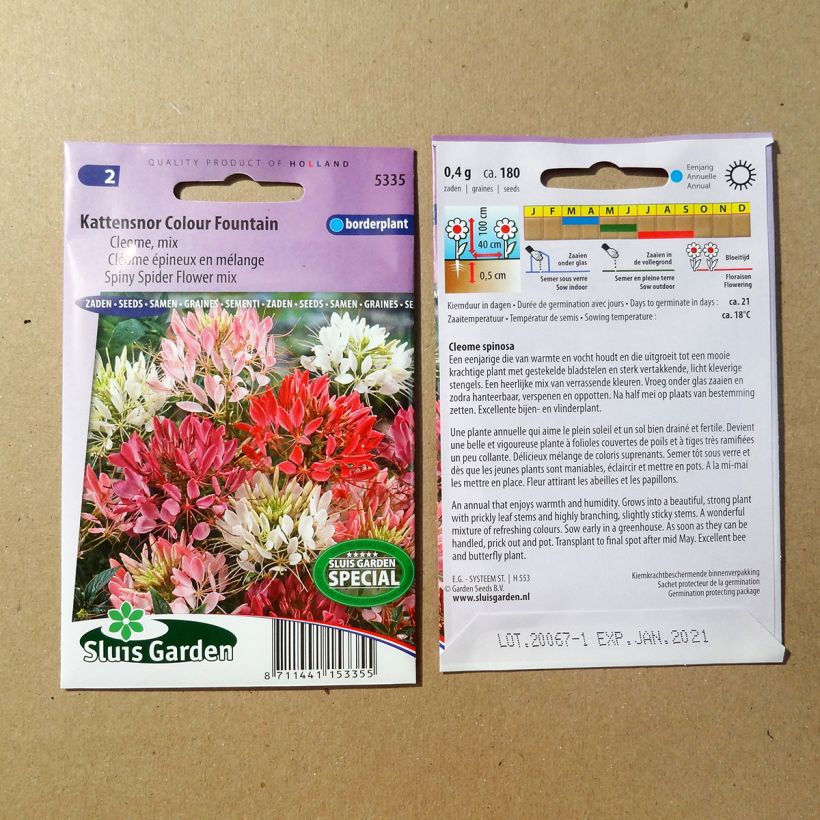 QUALITY PRODUCT OF HOLLAND
2
5335
Kattensnor Colour Fountain
borderplant
Cleome, mix
Cléome épineux en mélange
Spiny Spider Flower mix
ZADEN • SEEDS • SAMEN • GRAINES • SEMENTI • ZADEN • SEEDS • SAMEN • GRAINES • SE
SLUIS GARDEN
SPECIAL
Sluis Garden
8 711441 153355
0,4 g ca. 180
zaden | graines | seeds
Eenjarig
Annuelle
Annual
J F M A M J J A S O N D
100 cm
40 cm
0,5 cm
Zaaien
onder glas
Semer sous verre
Sow indoor
Zaaien in
de vollegrond
Semer en pleine terre
Sow outdoor
Bloeitijd
Floraison
Flowering
Kiemduur in dagen • Durée de germination avec jours • Days to germinate in days : ca. 21
Zaaitemperatuur • Températur de semis • Sowing temperature : ca. 18°C
Cleome spinosa
Een eenjarige die van warmte en vocht houdt en die uitgroeit tot een mooie
krachtige plant met gestekelde bladstelen en sterk vertakkende, licht kleverige
stengels. Een heerlijke mix van verrassende kleuren. Vroeg onder glas zaaien en
zodra hanteerbaar, verspenen en oppotten. Na half mei op plaats van bestemming
zetten. Excellente bijen- en vlinderplant.
Une plante annuelle qui aime le plein soleil et un sol bien drainé et fertile. Devient
une belle et vigoureuse plante à folioles couvertes de poils et à tiges très ramifiées
un peu collante. Délicieux mélange de coloris suprenants. Semer tôt sous verre et
dès que les jeunes plants sont maniables, éclaircir et mettre en pots. A la mi-mai
les mettre en place. Fleur attirant les abeilles et les papillons.
An annual that enjoys warmth and humidity. Grows into a beautiful, strong plant
with prickly leaf stems and highly branching, slightly sticky stems. A wonderful
mixture of refreshing colours. Sow early in a greenhouse. As soon as they can be
handled, prick out and pot. Transplant to final spot after mid May. Excellent bee
and butterfly plant.
E.G. - SYSTEEM ST. | H 553
© Garden Seeds B.V.
www.sluisgarden.nl
Kiemkrachtbeschermende binnenverpakking
Sachet protecteur de la germination
Germination protecting package
LOT.20067-1 EXP.JAN.2021